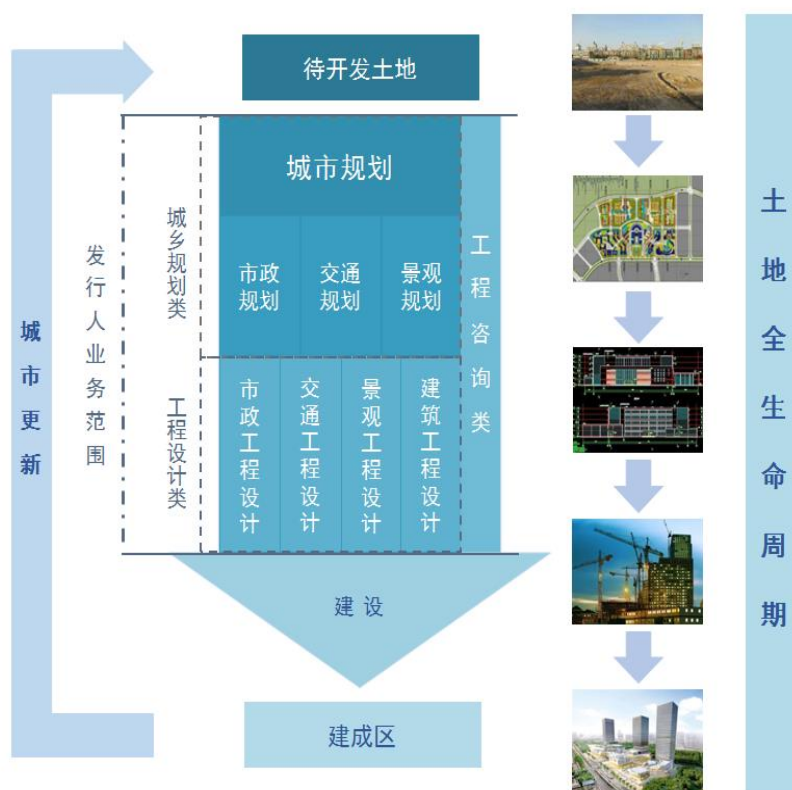 待开发土地
城市规划
市政
规划
交通
规划
景观
规划
工程咨询类
城乡规划类
发行人业务范围
工程设计类
市政工程设计
交通工程设计
景观工程设计
建筑工程设计
城市更新
建设
建成区
土地全生命周期